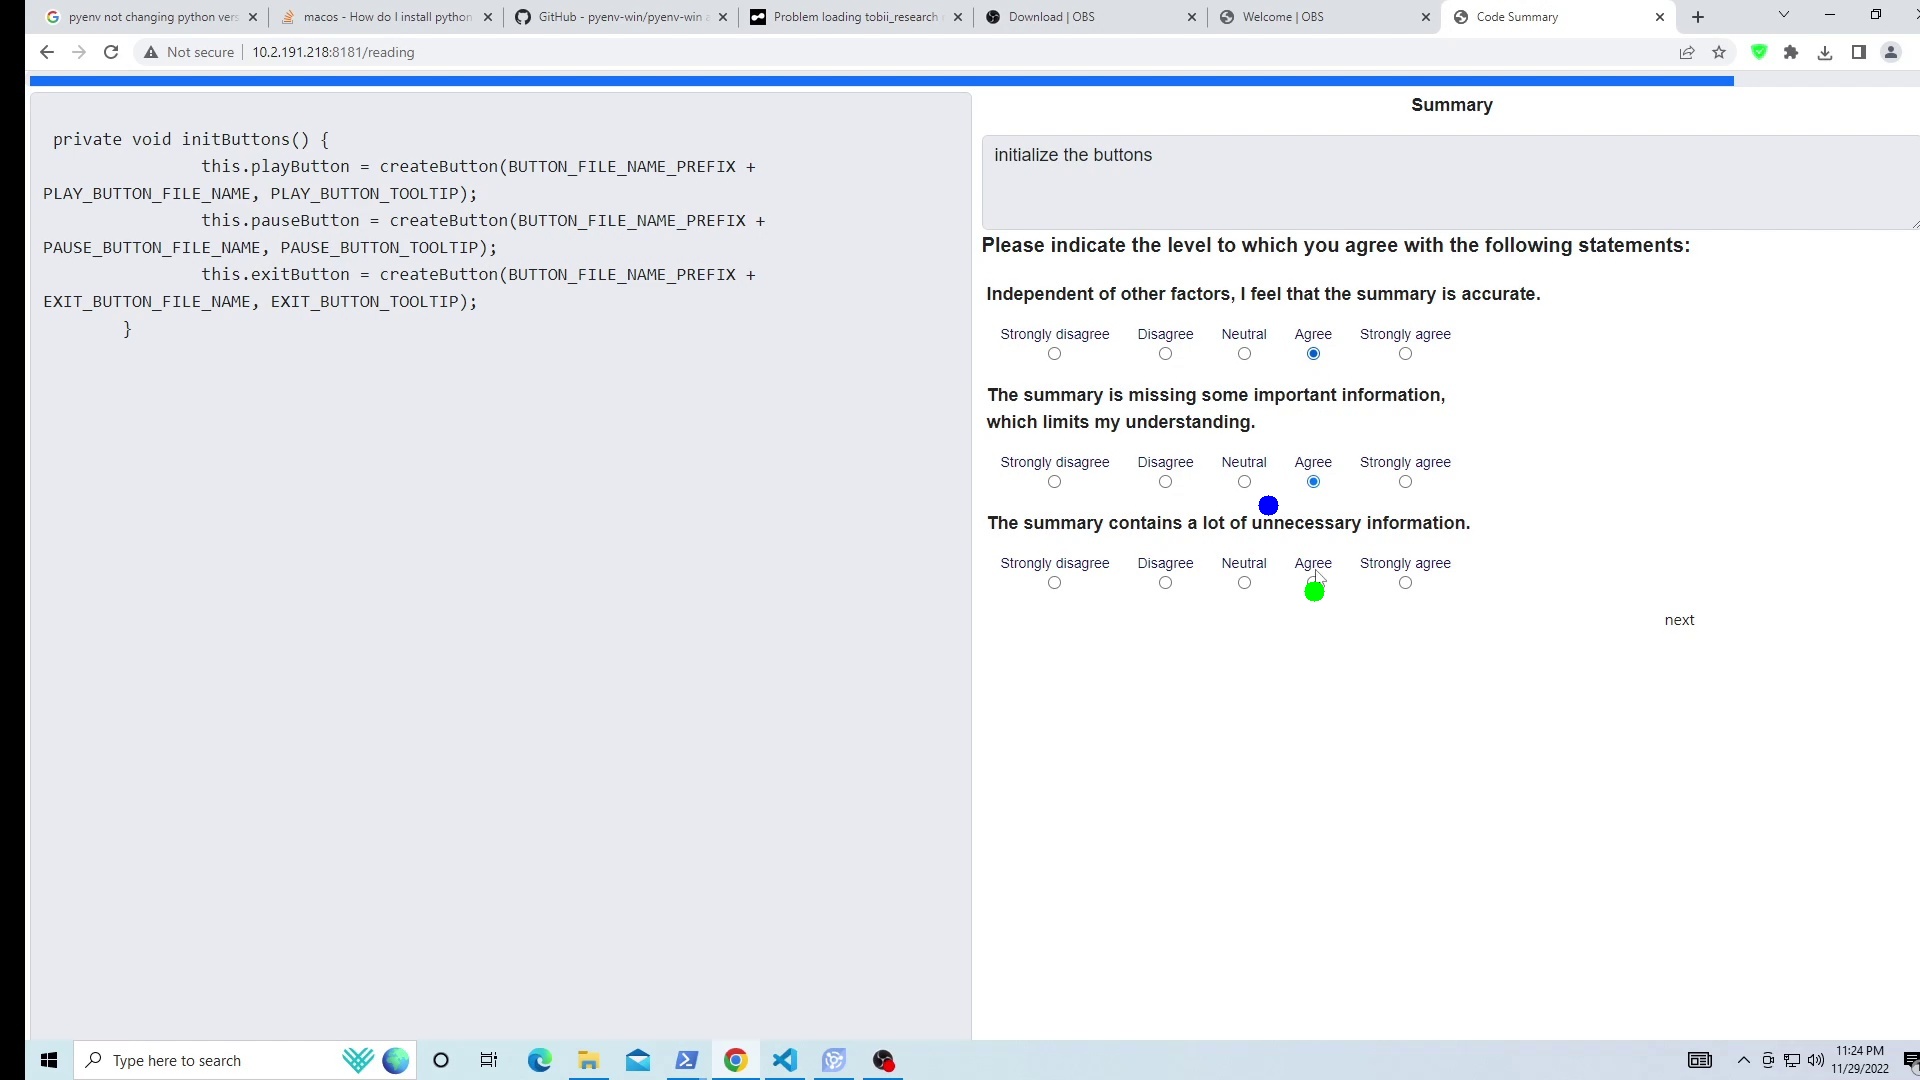 pyenv not changing python vers
macos - How do I install python
GitHub - pyenv-win/pyenv-win a
Problem loading tobii_research
Download | OBS
Welcome | OBS
Code Summary
Not secure
10.2.191.218:8181/reading
private void initButtons() {
this.playButton = createButton(BUTTON_FILE_NAME_PREFIX +
PLAY_BUTTON_FILE_NAME, PLAY_BUTTON_TOOLTIP);
this.pauseButton = createButton(BUTTON_FILE_NAME_PREFIX +
PAUSE_BUTTON_FILE_NAME, PAUSE_BUTTON_TOOLTIP);
this.exitButton = createButton(BUTTON_FILE_NAME_PREFIX +
EXIT_BUTTON_FILE_NAME, EXIT_BUTTON_TOOLTIP);
}
Summary
initialize the buttons
Please indicate the level to which you agree with the following statements:
Independent of other factors, I feel that the summary is accurate.
Strongly disagree Disagree Neutral Agree Strongly agree
The summary is missing some important information,
which limits my understanding.
Strongly disagree Disagree Neutral Agree Strongly agree
The summary contains a lot of unnecessary information.
Strongly disagree Disagree Neutral Agree Strongly agree
next
Type here to search
11:24 PM
11/29/2022